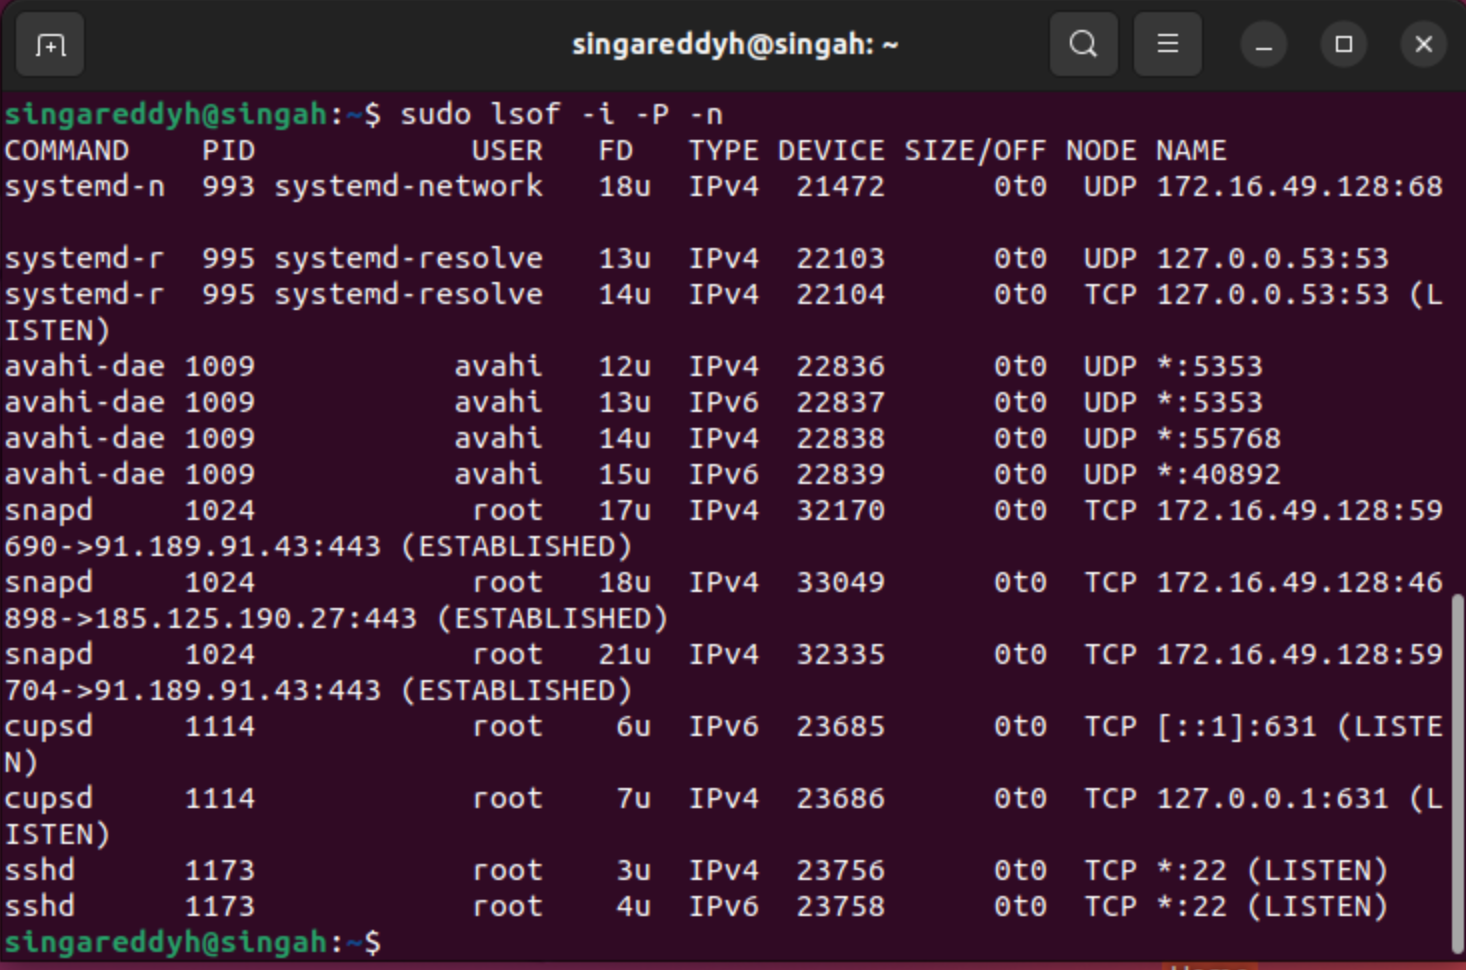 singareddyh@singah: ~
singareddyh@singah:~$ sudo lsof -i -P -n
COMMAND    PID            USER   FD   TYPE DEVICE SIZE/OFF NODE NAME
systemd-n  993 systemd-network   18u  IPv4  21472      0t0  UDP 172.16.49.128:68
systemd-r  995 systemd-resolve   13u  IPv4  22103      0t0  UDP 127.0.0.53:53
systemd-r  995 systemd-resolve   14u  IPv4  22104      0t0  TCP 127.0.0.53:53 (L
ISTEN)
avahi-dae 1009           avahi   12u  IPv4  22836      0t0  UDP *:5353
avahi-dae 1009           avahi   13u  IPv6  22837      0t0  UDP *:5353
avahi-dae 1009           avahi   14u  IPv4  22838      0t0  UDP *:55768
avahi-dae 1009           avahi   15u  IPv6  22839      0t0  UDP *:40892
snapd     1024            root   17u  IPv4  32170      0t0  TCP 172.16.49.128:59
690->91.189.91.43:443 (ESTABLISHED)
snapd     1024            root   18u  IPv4  33049      0t0  TCP 172.16.49.128:46
898->185.125.190.27:443 (ESTABLISHED)
snapd     1024            root   21u  IPv4  32335      0t0  TCP 172.16.49.128:59
704->91.189.91.43:443 (ESTABLISHED)
cupsd     1114            root    6u  IPv6  23685      0t0  TCP [::1]:631 (LISTE
N)
cupsd     1114            root    7u  IPv4  23686      0t0  TCP 127.0.0.1:631 (L
ISTEN)
sshd      1173            root    3u  IPv4  23756      0t0  TCP *:22 (LISTEN)
sshd      1173            root    4u  IPv6  23758      0t0  TCP *:22 (LISTEN)
singareddyh@singah:~$